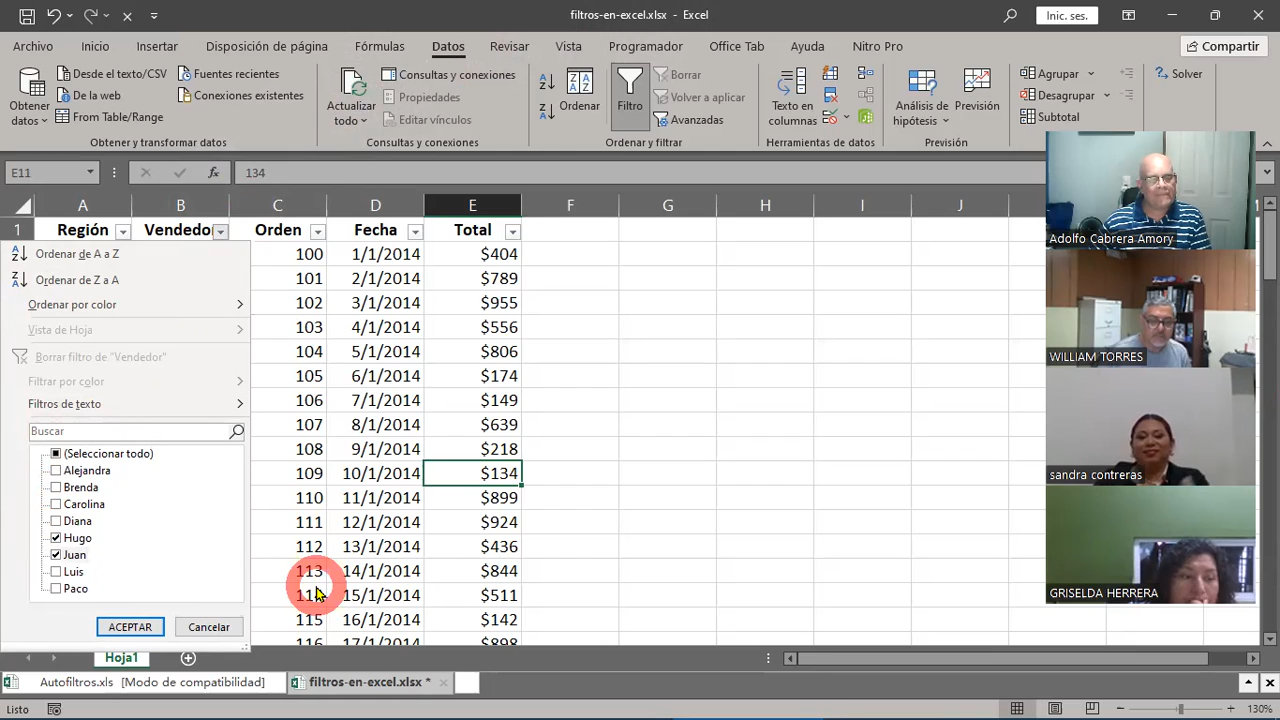 filtros-en-excel.xlsx - Excel
Inic. ses.
Archivo Inicio Insertar Disposición de página Fórmulas Datos Revisar Vista Programador Office Tab Ayuda Nitro Pro Compartir
Obtener datos
Desde el texto/CSV
De la web
From Table/Range
Fuentes recientes
Conexiones existentes
Obtener y transformar datos
Actualizar todo
Consultas y conexiones
Propiedades
Editar vínculos
Consultas y conexiones
Ordenar
Filtro
Borrar
Volver a aplicar
Avanzadas
Ordenar y filtrar
Texto en columnas
Herramientas de datos
Análisis de hipótesis
Previsión
Previsión
Agrupar
Desagrupar
Subtotal
Solver
E11 fx 134
A B C D E F G H I J M
1 Región Vendedo Orden Fecha Total
100 1/1/2014 $404
101 2/1/2014 $789
102 3/1/2014 $955
103 4/1/2014 $556
104 5/1/2014 $806
105 6/1/2014 $174
106 7/1/2014 $149
107 8/1/2014 $639
108 9/1/2014 $218
109 10/1/2014 $134
110 11/1/2014 $899
111 12/1/2014 $924
112 13/1/2014 $436
113 14/1/2014 $844
15/1/2014 $511
115 16/1/2014 $142
116 17/1/2014 $898
Ordenar de A a Z
Ordenar de Z a A
Ordenar por color
Vista de Hoja
Borrar filtro de "Vendedor"
Filtrar por color
Filtros de texto
Buscar
(Seleccionar todo)
Alejandra
Brenda
Carolina
Diana
Hugo
Juan
Luis
Paco
ACEPTAR Cancelar
Adolfo Cabrera Amory
WILLIAM TORRES
sandra contreras
GRISELDA HERRERA
Hoja1
Autofiltros.xls [Modo de compatibilidad] filtros-en-excel.xlsx *
Listo 130%